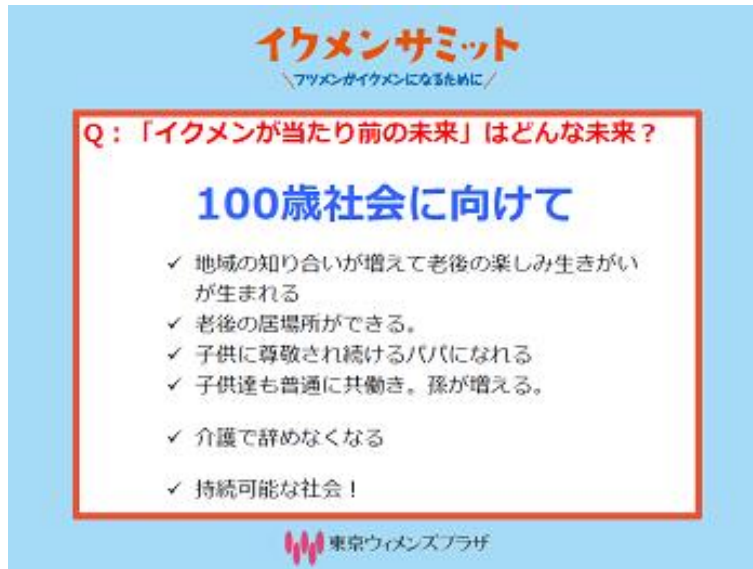 イクメンサミット
\フツメンがイクメンになるために/
Q：「イクメンが当たり前の未来」はどんな未来？
100歳社会に向けて
✓ 地域の知り合いが増えて老後の楽しみ生きがい
が生まれる
✓ 老後の居場所ができる。
✓ 子供に尊敬され続けるパパになれる
✓ 子供達も普通に共働き。孫が増える。
✓ 介護で辞めなくなる
✓ 持続可能な社会！
東京ウィメンズプラザ